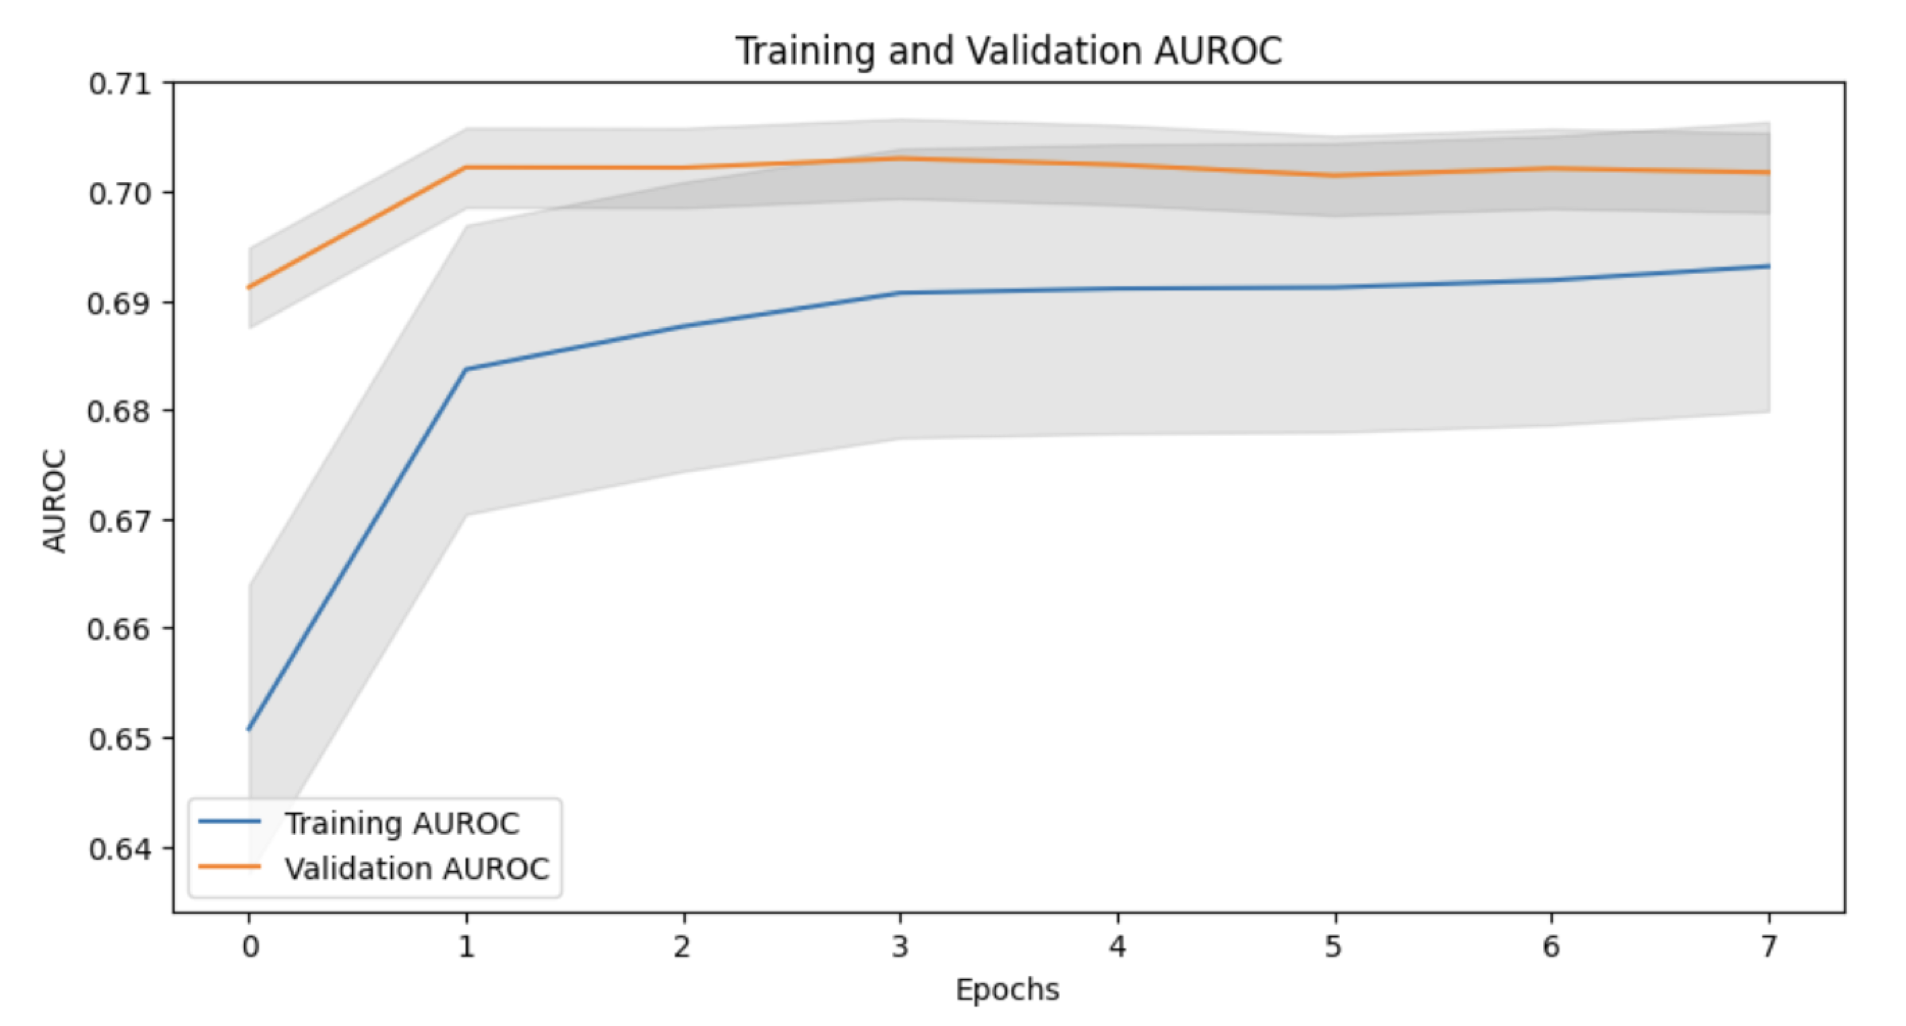 Training and Validation AUROC
0.71
0.70
0.69
0.68
0.67
0.66
0.65
0.64
AUROC
Training AUROC
Validation AUROC
0 1 2 3 4 5 6 7
Epochs